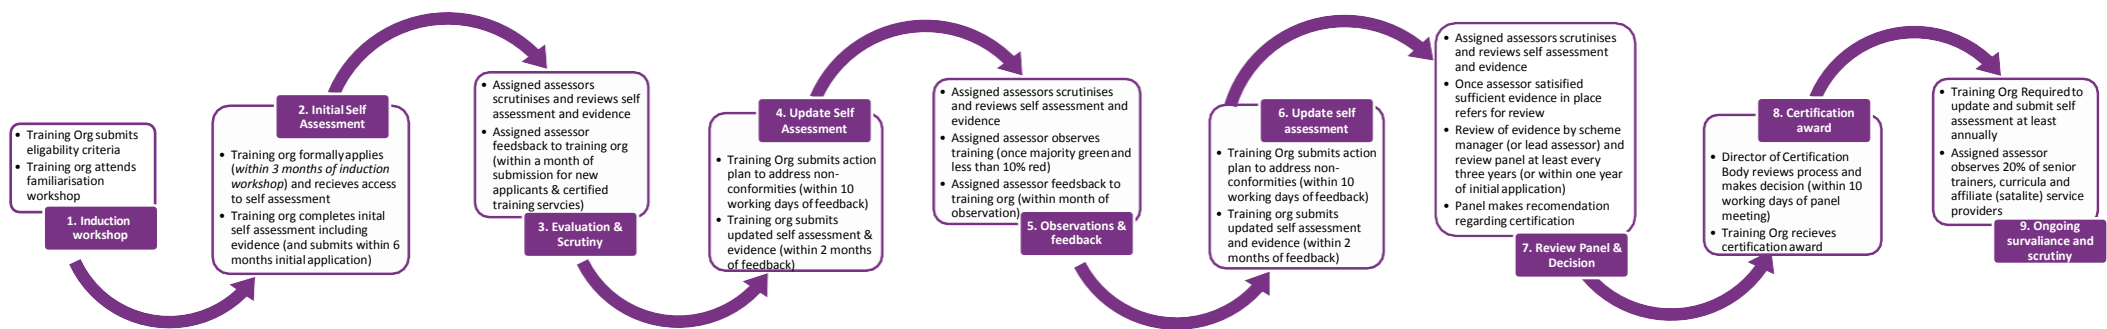 • Training Org submits
eligability criteria
• Training org attends
familiarisation
workshop
1. Induction
workshop
2. Initial Self
Assessment
• Training org formally applies
(within 3 months of induction
workshop) and recieves access
to self assessment
• Training org completes inital
self assessment including
evidence (and submits within 6
months initial application)
• Assigned assessors
scrutinises and reviews self
assessment and evidence
• Assigned assessor
feedsback to training org
(within a month of
submission for new
applicants & certified
training servcies)
3. Evaluation &
Scrutiny
4. Update Self
Assessment
• Training Org submits action
plan to address non-
conformities (within 10
working days of feedback)
• Training org submits
updated self assessment &
evidence (within 2 months
of feedback)
• Assigned assessors scrutinises
and reviews self assessment and
evidence
• Assigned assessor observes
training (once majority green and
less than 10% red)
• Assigned assessor feedsback to
training org (within month of
observation)
5. Observations &
feedback
6. Update self
assessment
• Training Org submits action
plan to address non-
conformities (within 10
working days of feedback)
• Training org submits
updated self assessment
and evidence (within 2
months of feedback)
• Assigned assessors scrutinises
and reviews self assessment and
evidence
• Once assessor satisified
sufficient evidence in place
refers for review
• Review of evidence by scheme
manager (or lead assessor) and
review panel at least every
three years (or within one year
of initial application)
• Panel makes recomendation
regarding certification
7. Review Panel &
Decision
8. Certification
award
• Director of Certification
Body reviews process and
makes decision (within 10
working days of panel
meeting)
• Training Org recieves
certification award
• Training Org Required to
update and submit self
assessment at least
annually
• Assigned assessor
observes 20% of senior
trainers, curricula and
affiliate (satalite) service
providers
9. Ongoing
survaliance and
scrutiny